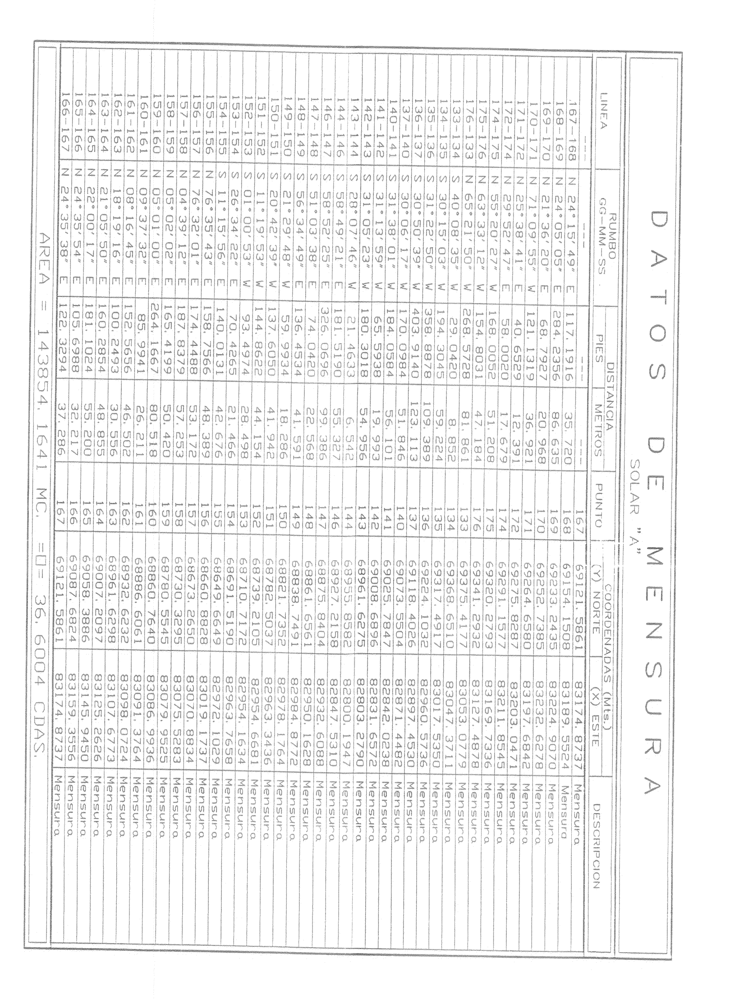 DATOS DE MENSURA
SOLAR "A"
LINEA RUMBO DISTANCIA PUNTO COORDENADAS (Mts.) DESCRIPCION
GG-MM-SS. PIES METROS (Y) NORTE (X) ESTE
--- --- --- --- 167 69121.5861 83174.8737 Mensura
167-168 N 24°15'49" E 117.1916 35.720 168 69154.1508 83189.5524 Mensura
168-169 N 24°05'05" E 284.2356 86.635 169 69233.2435 83224.9070 Mensura
169-170 N 21°36'20" E 68.7927 20.968 170 69252.7385 83232.6278 Mensura
170-171 N 71°09'55" W 121.1319 36.921 171 69264.6580 83197.6842 Mensura
171-172 N 25°38'41" E 40.6529 12.391 172 69275.8287 83203.0471 Mensura
172-174 N 29°52'47" E 58.0020 17.679 174 69291.1577 83211.8545 Mensura
174-175 N 55°20'27" W 168.0052 51.208 175 69320.2793 83169.7336 Mensura
175-176 N 63°33'12" W 154.8031 47.184 176 69341.2932 83127.4878 Mensura
176-133 N 65°21'50" W 268.5728 81.861 133 69375.4177 83053.0779 Mensura
133-134 S 40°08'35" W 29.0420 8.852 134 69368.6510 83047.3711 Mensura
134-135 S 30°15'03" W 194.3045 59.224 135 69317.4917 83017.5350 Mensura
135-136 S 31°22'50" W 358.8878 109.389 136 69224.1032 82960.5736 Mensura
136-137 S 30°50'39" W 403.9140 123.113 137 69118.4026 82897.4530 Mensura
137-140 S 30°06'17" W 170.0984 51.846 140 69073.5504 82871.4482 Mensura
140-141 S 31°38'01" W 184.0584 56.101 141 69025.7847 82842.0238 Mensura
141-142 S 31°13'59" W 65.5938 19.993 142 69008.6896 82831.6572 Mensura
142-143 S 31°05'23" W 180.3018 54.956 143 68961.6275 82803.2790 Mensura
143-144 S 28°07'46" W 21.4633 6.542 144 68955.8582 82800.1947 Mensura
144-146 S 58°49'21" E 181.5190 55.327 146 68927.2158 82847.5310 Mensura
146-147 S 58°52'25" E 326.0696 99.386 147 68875.8404 82932.6088 Mensura
147-148 S 51°03'38" E 74.0420 22.568 148 68861.6561 82950.1628 Mensura
148-149 S 56°34'49" E 136.4534 41.591 149 68838.7491 82984.8772 Mensura
149-150 S 21°29'48" W 59.9934 18.286 150 68821.7352 82978.1764 Mensura
150-151 S 20°42'39" W 137.6050 41.942 151 68782.5037 82963.3436 Mensura
151-152 S 11°19'53" W 144.8622 44.154 152 68739.2105 82954.6681 Mensura
152-153 S 01°00'53" W 93.4974 28.498 153 68710.7172 82954.1634 Mensura
153-154 S 26°34'22" E 70.4265 21.466 154 68691.5190 82963.7658 Mensura
154-155 S 11°15'56" E 140.0131 42.676 155 68649.6649 82972.1029 Mensura
155-156 N 76°35'43" E 158.7566 48.389 156 68660.8828 83019.1737 Mensura
156-157 N 76°32'01" E 174.4488 53.172 157 68673.2650 83070.8834 Mensura
157-158 N 04°39'12" E 187.8379 57.253 158 68730.3295 83075.5283 Mensura
158-159 N 05°02'02" E 165.4199 50.420 159 68780.5545 83079.9525 Mensura
159-160 N 05°01'00" E 264.1667 80.518 160 68860.7640 83086.9936 Mensura
160-161 N 09°37'32" E 85.9941 26.211 161 68886.6061 83091.3764 Mensura
161-162 N 08°16'45" E 152.5656 46.502 162 68932.6232 83098.0724 Mensura
162-163 N 18°19'16" E 100.2493 30.556 163 68961.6298 83107.6773 Mensura
163-164 N 21°05'50" E 160.2854 48.855 164 69007.2097 83125.2626 Mensura
164-165 N 22°00'17" E 181.1024 55.200 165 69058.3886 83145.9450 Mensura
165-166 N 24°35'54" E 105.6988 32.217 166 69087.6824 83159.3556 Mensura
166-167 N 24°35'38" E 122.3294 37.286 167 69121.5861 83174.8737 Mensura
AREA = 143854.1641 MC. =▯= 36.6004 CDAS.